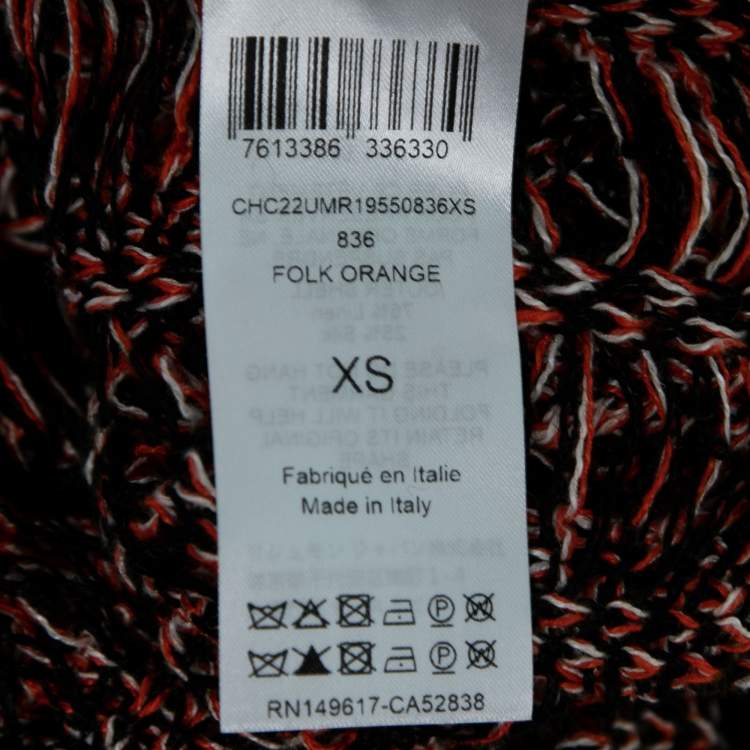 7613386 336330
CHC22UMR19550836XS
836
FOLK ORANGE
XS
Fabriqué en Italie
Made in Italy
RN149617-CA52838